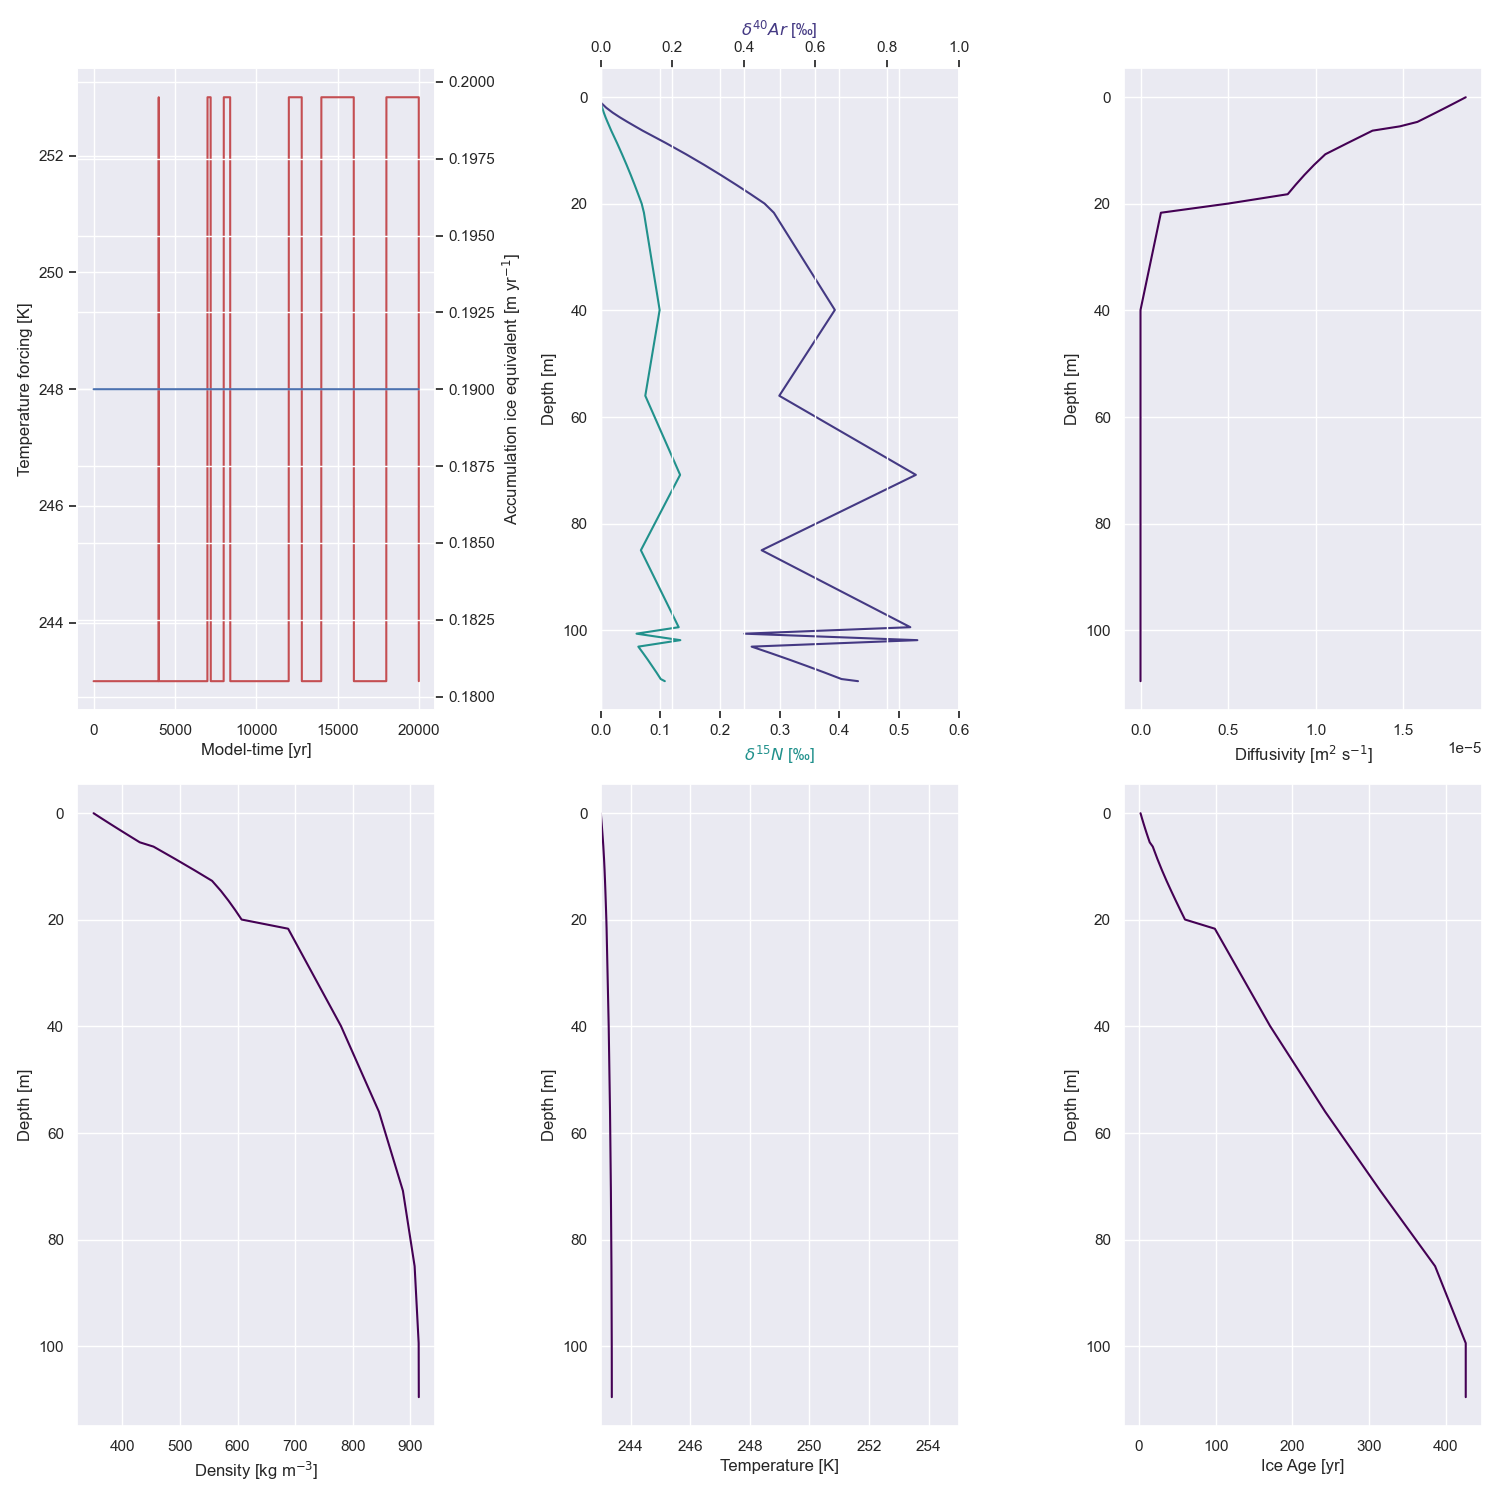 δ⁴⁰Ar [‰]
0.0 0.2 0.4 0.6 0.8 1.0
252
250
248
246
244
Temperature forcing [K]
0 5000 10000 15000 20000
Model-time [yr]
0.2000
0.1975
0.1950
0.1925
0.1900
0.1875
0.1850
0.1825
0.1800
Accumulation ice equivalent [m yr⁻¹]
0
20
40
60
80
100
Depth [m]
0.0 0.1 0.2 0.3 0.4 0.5 0.6
δ¹⁵N [‰]
0
20
40
60
80
100
Depth [m]
0.0 0.5 1.0 1.5
1e−5
Diffusivity [m² s⁻¹]
0
20
40
60
80
100
Depth [m]
400 500 600 700 800 900
Density [kg m⁻³]
0
20
40
60
80
100
Depth [m]
244 246 248 250 252 254
Temperature [K]
0
20
40
60
80
100
Depth [m]
0 100 200 300 400
Ice Age [yr]